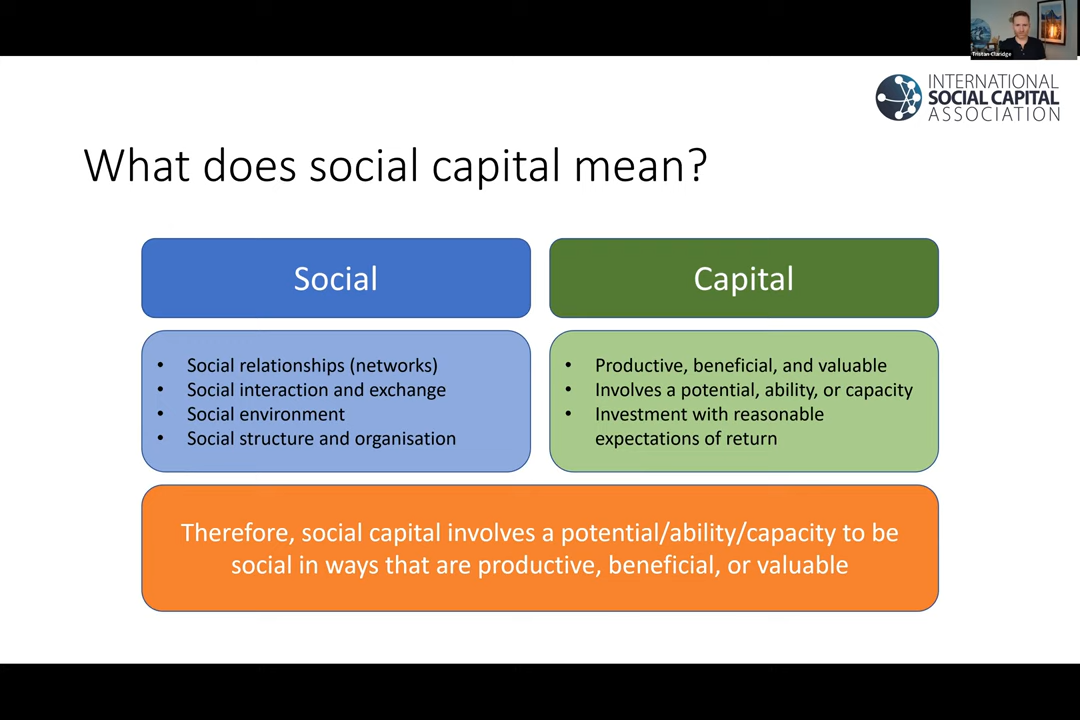 Tristan Claridge
INTERNATIONAL
SOCIAL CAPITAL
ASSOCIATION
What does social capital mean?
Social
• Social relationships (networks)
• Social interaction and exchange
• Social environment
• Social structure and organisation
Capital
• Productive, beneficial, and valuable
• Involves a potential, ability, or capacity
• Investment with reasonable
expectations of return
Therefore, social capital involves a potential/ability/capacity to be
social in ways that are productive, beneficial, or valuable